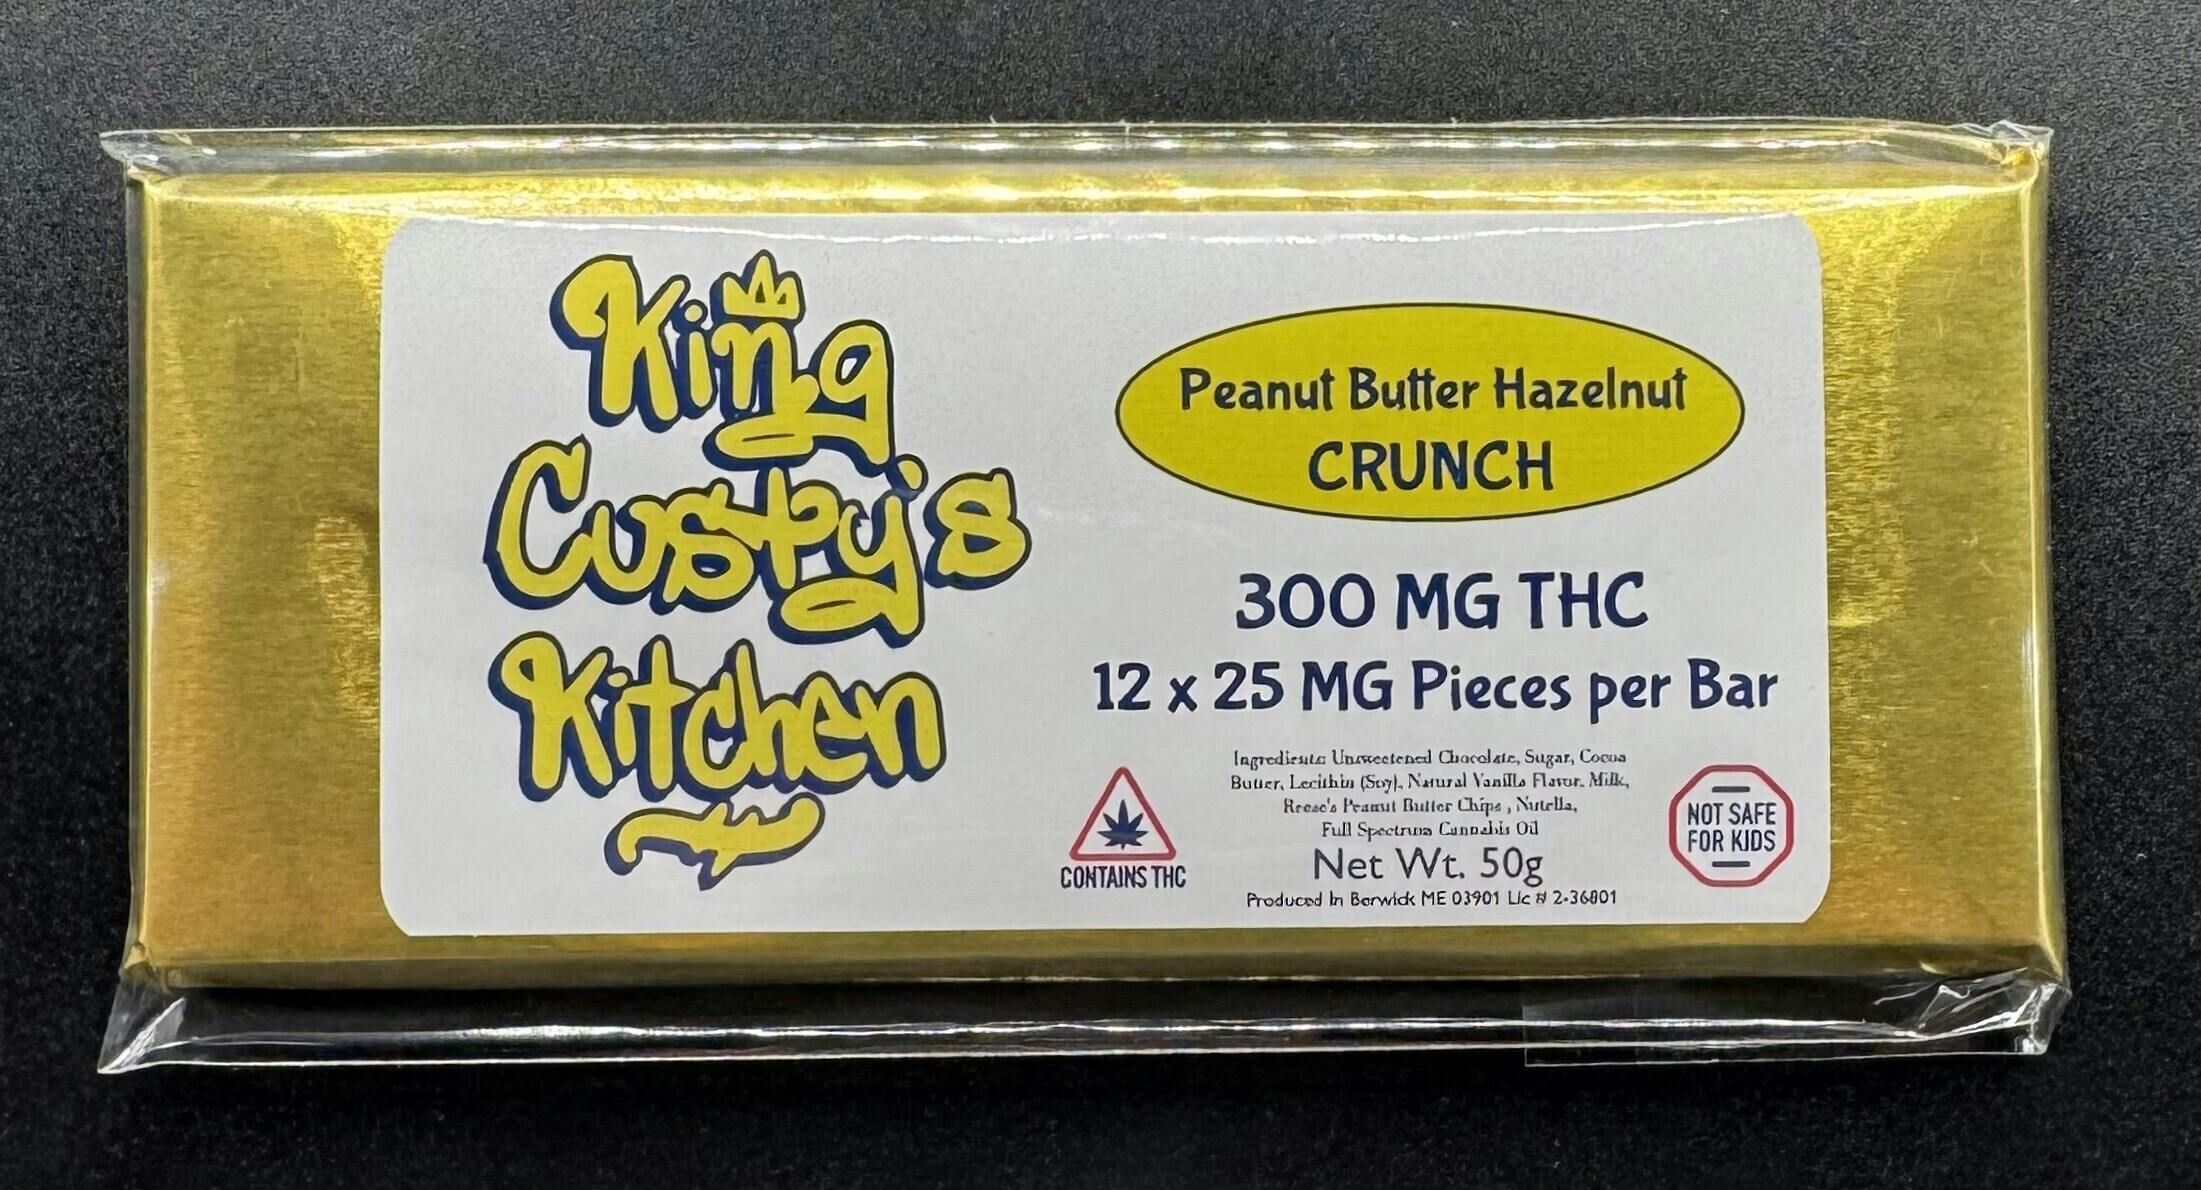 King
Custy's
Kitchen
Peanut Butter Hazelnut
CRUNCH
300 MG THC
12 x 25 MG Pieces per Bar
Ingredients: Unsweetened Chocolate, Sugar, Cocoa
Butter, Lecithin (Soy), Natural Vanilla Flavor. Milk,
Reese's Peanut Butter Chips , Nutella,
Full Spectrum Cannabis Oil
Net Wt. 50g
Produced In Berwick ME 03901 Lic # 2-36801
CONTAINS THC
NOT SAFE
FOR KIDS